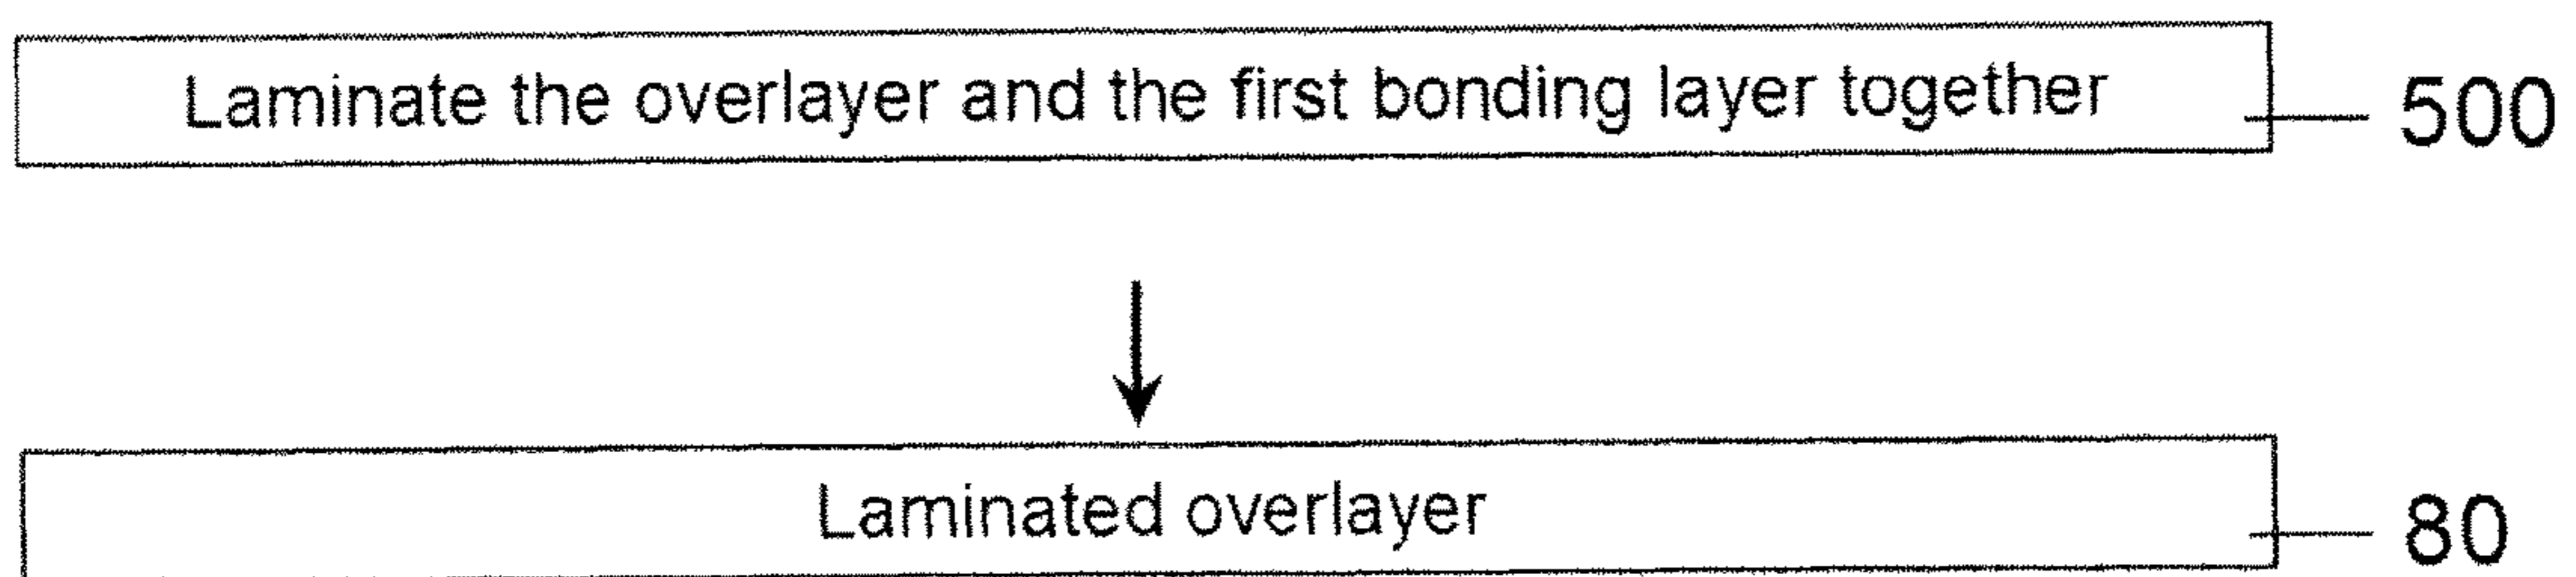 Laminate the overlayer and the first bonding layer together 500
Laminated overlayer 80